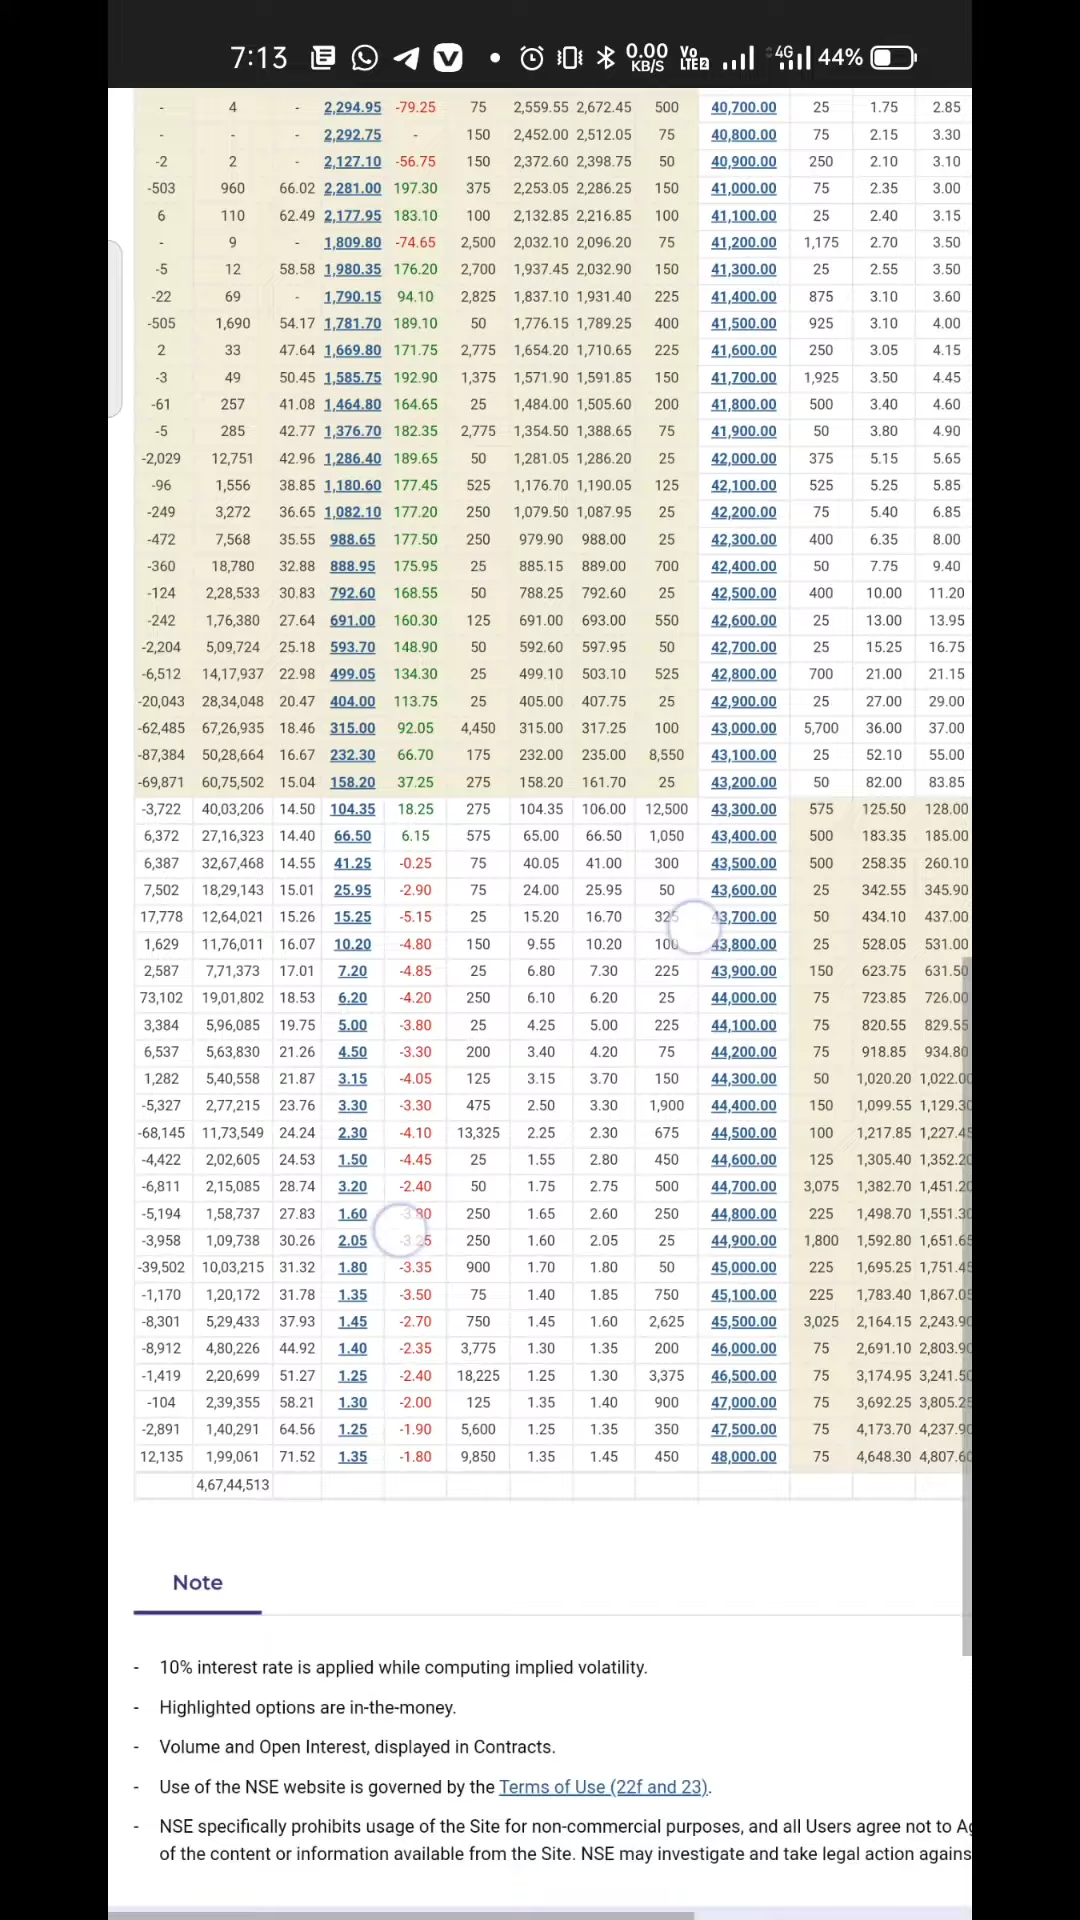 7:13 0.00 KB/S Vo LTE2 4G 44%
- 4 - 2,294.95 -79.25 75 2,559.55 2,672.45 500 40,700.00 25 1.75 2.85
- - - 2,292.75 - 150 2,452.00 2,512.05 75 40,800.00 75 2.15 3.30
-2 2 - 2,127.10 -56.75 150 2,372.60 2,398.75 50 40,900.00 250 2.10 3.10
-503 960 66.02 2,281.00 197.30 375 2,253.05 2,286.25 150 41,000.00 75 2.35 3.00
6 110 62.49 2,177.95 183.10 100 2,132.85 2,216.85 100 41,100.00 25 2.40 3.15
- 9 - 1,809.80 -74.65 2,500 2,032.10 2,096.20 75 41,200.00 1,175 2.70 3.50
-5 12 58.58 1,980.35 176.20 2,700 1,937.45 2,032.90 150 41,300.00 25 2.55 3.50
-22 69 - 1,790.15 94.10 2,825 1,837.10 1,931.40 225 41,400.00 875 3.10 3.60
-505 1,690 54.17 1,781.70 189.10 50 1,776.15 1,789.25 400 41,500.00 925 3.10 4.00
2 33 47.64 1,669.80 171.75 2,775 1,654.20 1,710.65 225 41,600.00 250 3.05 4.15
-3 49 50.45 1,585.75 192.90 1,375 1,571.90 1,591.85 150 41,700.00 1,925 3.50 4.45
-61 257 41.08 1,464.80 164.65 25 1,484.00 1,505.60 200 41,800.00 500 3.40 4.60
-5 285 42.77 1,376.70 182.35 2,775 1,354.50 1,388.65 75 41,900.00 50 3.80 4.90
-2,029 12,751 42.96 1,286.40 189.65 50 1,281.05 1,286.20 25 42,000.00 375 5.15 5.65
-96 1,556 38.85 1,180.60 177.45 525 1,176.70 1,190.05 125 42,100.00 525 5.25 5.85
-249 3,272 36.65 1,082.10 177.20 250 1,079.50 1,087.95 25 42,200.00 75 5.40 6.85
-472 7,568 35.55 988.65 177.50 250 979.90 988.00 25 42,300.00 400 6.35 8.00
-360 18,780 32.88 888.95 175.95 25 885.15 889.00 700 42,400.00 50 7.75 9.40
-124 2,28,533 30.83 792.60 168.55 50 788.25 792.60 25 42,500.00 400 10.00 11.20
-242 1,76,380 27.64 691.00 160.30 125 691.00 693.00 550 42,600.00 25 13.00 13.95
-2,204 5,09,724 25.18 593.70 148.90 50 592.60 597.95 50 42,700.00 25 15.25 16.75
-6,512 14,17,937 22.98 499.05 134.30 25 499.10 503.10 525 42,800.00 700 21.00 21.15
-20,043 28,34,048 20.47 404.00 113.75 25 405.00 407.75 25 42,900.00 25 27.00 29.00
-62,485 67,26,935 18.46 315.00 92.05 4,450 315.00 317.25 100 43,000.00 5,700 36.00 37.00
-87,384 50,28,664 16.67 232.30 66.70 175 232.00 235.00 8,550 43,100.00 25 52.10 55.00
-69,871 60,75,502 15.04 158.20 37.25 275 158.20 161.70 25 43,200.00 50 82.00 83.85
-3,722 40,03,206 14.50 104.35 18.25 275 104.35 106.00 12,500 43,300.00 575 125.50 128.00
6,372 27,16,323 14.40 66.50 6.15 575 65.00 66.50 1,050 43,400.00 500 183.35 185.00
6,387 32,67,468 14.55 41.25 -0.25 75 40.05 41.00 300 43,500.00 500 258.35 260.10
7,502 18,29,143 15.01 25.95 -2.90 75 24.00 25.95 50 43,600.00 25 342.55 345.90
17,778 12,64,021 15.26 15.25 -5.15 25 15.20 16.70 325 43,700.00 50 434.10 437.00
1,629 11,76,011 16.07 10.20 -4.80 150 9.55 10.20 100 43,800.00 25 528.05 531.00
2,587 7,71,373 17.01 7.20 -4.85 25 6.80 7.30 225 43,900.00 150 623.75 631.50
73,102 19,01,802 18.53 6.20 -4.20 250 6.10 6.20 25 44,000.00 75 723.85 726.00
3,384 5,96,085 19.75 5.00 -3.80 25 4.25 5.00 225 44,100.00 75 820.55 829.55
6,537 5,63,830 21.26 4.50 -3.30 200 3.40 4.20 75 44,200.00 75 918.85 934.80
1,282 5,40,558 21.87 3.15 -4.05 125 3.15 3.70 150 44,300.00 50 1,020.20 1,022.00
-5,327 2,77,215 23.76 3.30 -3.30 475 2.50 3.30 1,900 44,400.00 150 1,099.55 1,129.30
-68,145 11,73,549 24.24 2.30 -4.10 13,325 2.25 2.30 675 44,500.00 100 1,217.85 1,227.45
-4,422 2,02,605 24.53 1.50 -4.45 25 1.55 2.80 450 44,600.00 125 1,305.40 1,352.20
-6,811 2,15,085 28.74 3.20 -2.40 50 1.75 2.75 500 44,700.00 3,075 1,382.70 1,451.20
-5,194 1,58,737 27.83 1.60 -3.80 250 1.65 2.60 250 44,800.00 225 1,498.70 1,551.30
-3,958 1,09,738 30.26 2.05 -3.25 250 1.60 2.05 25 44,900.00 1,800 1,592.80 1,651.65
-39,502 10,03,215 31.32 1.80 -3.35 900 1.70 1.80 50 45,000.00 225 1,695.25 1,751.45
-1,170 1,20,172 31.78 1.35 -3.50 75 1.40 1.85 750 45,100.00 225 1,783.40 1,867.05
-8,301 5,29,433 37.93 1.45 -2.70 750 1.45 1.60 2,625 45,500.00 3,025 2,164.15 2,243.90
-8,912 4,80,226 44.92 1.40 -2.35 3,775 1.30 1.35 200 46,000.00 75 2,691.10 2,803.90
-1,419 2,20,699 51.27 1.25 -2.40 18,225 1.25 1.30 3,375 46,500.00 75 3,174.95 3,241.50
-104 2,39,355 58.21 1.30 -2.00 125 1.35 1.40 900 47,000.00 75 3,692.25 3,805.25
-2,891 1,40,291 64.56 1.25 -1.90 5,600 1.25 1.35 350 47,500.00 75 4,173.70 4,237.90
12,135 1,99,061 71.52 1.35 -1.80 9,850 1.35 1.45 450 48,000.00 75 4,648.30 4,807.60
4,67,44,513
Note
- 10% interest rate is applied while computing implied volatility.
- Highlighted options are in-the-money.
- Volume and Open Interest, displayed in Contracts.
- Use of the NSE website is governed by the Terms of Use (22f and 23).
- NSE specifically prohibits usage of the Site for non-commercial purposes, and all Users agree not to
of the content or information available from the Site. NSE may investigate and take legal action agains